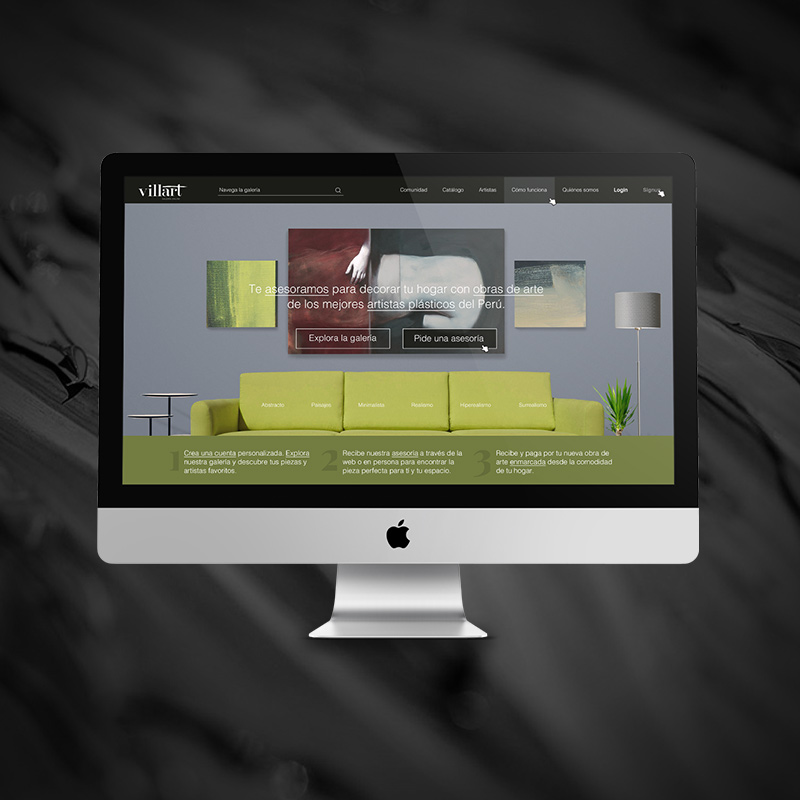 villart
Navega la galería
Comunidad
Catálogo
Artistas
Cómo funciona
Quiénes somos
Login
Signup
Te asesoramos para decorar tu hogar con obras de arte
de los mejores artistas plásticos del Perú.
Explora la galería
Pide una asesoría
Abstracto
Paisajes
Minimalista
Realismo
Hiperrealismo
Surrealismo
1
Crea una cuenta personalizada. Explora
nuestra galería y descubre tus piezas y
artistas favoritos.
2
Recibe nuestra asesoría a través de la
web o en persona para encontrar la
pieza perfecta para ti y tu espacio.
3
Recibe y paga por tu nueva obra de
arte enmarcada desde la comodidad
de tu hogar.